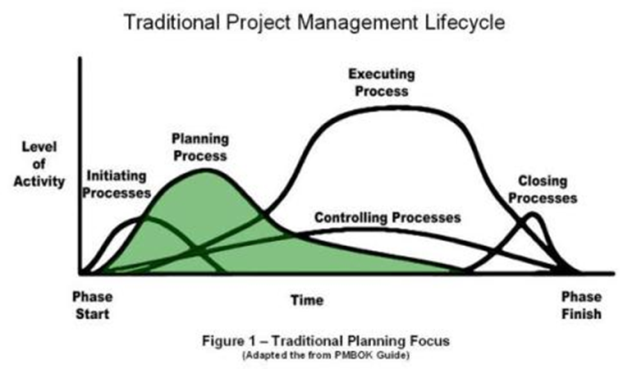 Traditional Project Management Lifecycle
Executing
Process
Planning
Process
Level
of
Activity
Initiating
Processes
Closing
Processes
Controlling Processes
Phase
Start
Time
Phase
Finish
Figure 1 – Traditional Planning Focus
(Adapted the from PMBOK Guide)